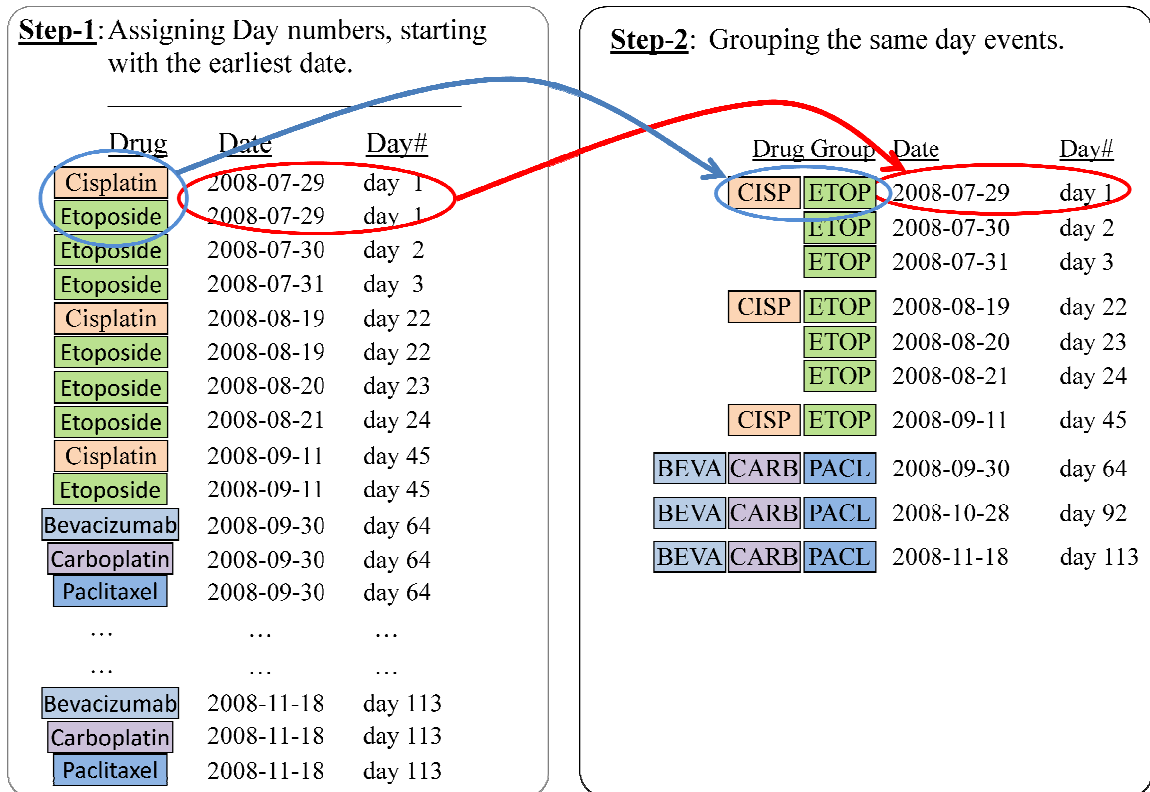 Step-1: Assigning Day numbers, starting
with the earliest date.
Drug Date Day#
Cisplatin 2008-07-29 day 1
Etoposide 2008-07-29 day 1
Etoposide 2008-07-30 day 2
Etoposide 2008-07-31 day 3
Cisplatin 2008-08-19 day 22
Etoposide 2008-08-19 day 22
Etoposide 2008-08-20 day 23
Etoposide 2008-08-21 day 24
Cisplatin 2008-09-11 day 45
Etoposide 2008-09-11 day 45
Bevacizumab 2008-09-30 day 64
Carboplatin 2008-09-30 day 64
Paclitaxel 2008-09-30 day 64
... ... ...
... ... ...
Bevacizumab 2008-11-18 day 113
Carboplatin 2008-11-18 day 113
Paclitaxel 2008-11-18 day 113
Step-2: Grouping the same day events.
Drug Group Date Day#
CISP ETOP 2008-07-29 day 1
ETOP 2008-07-30 day 2
ETOP 2008-07-31 day 3
CISP ETOP 2008-08-19 day 22
ETOP 2008-08-20 day 23
ETOP 2008-08-21 day 24
CISP ETOP 2008-09-11 day 45
BEVA CARB PACL 2008-09-30 day 64
BEVA CARB PACL 2008-10-28 day 92
BEVA CARB PACL 2008-11-18 day 113